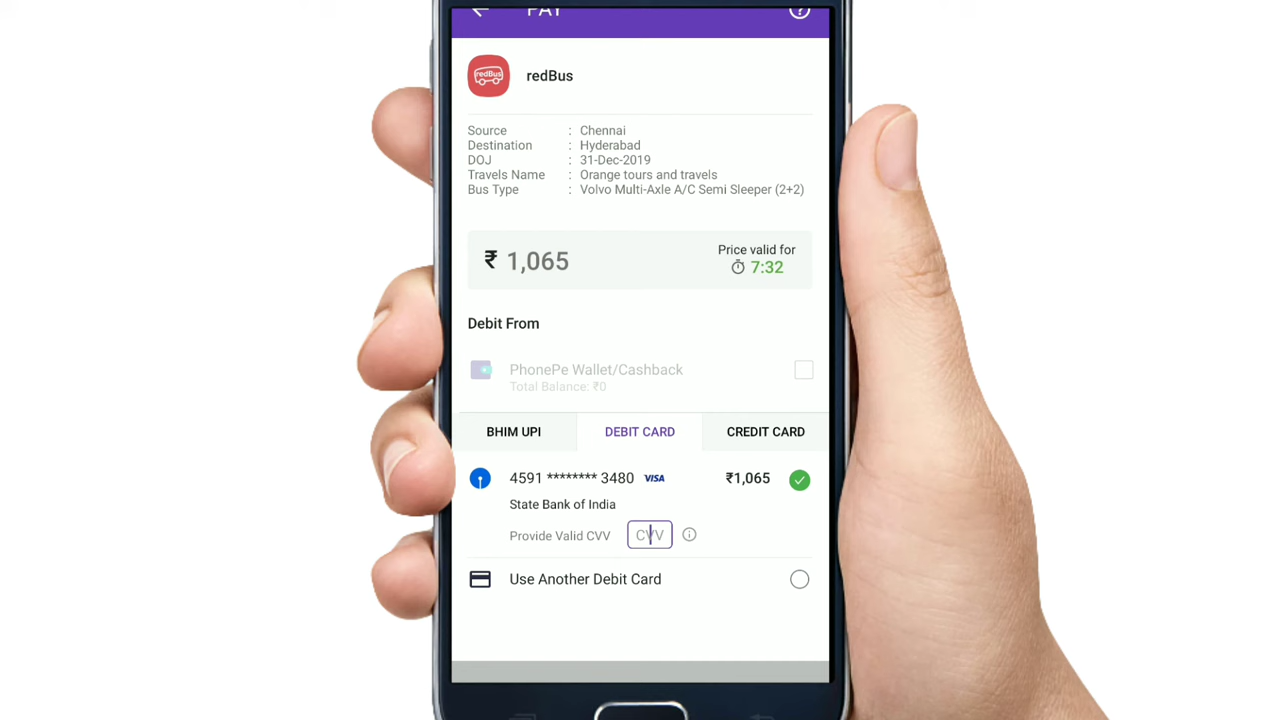 PAY
redBus
redBus
Source : Chennai
Destination : Hyderabad
DOJ : 31-Dec-2019
Travels Name : Orange tours and travels
Bus Type : Volvo Multi-Axle A/C Semi Sleeper (2+2)
₹ 1,065
Price valid for
7:32
Debit From
PhonePe Wallet/Cashback
Total Balance: ₹0
BHIM UPI DEBIT CARD CREDIT CARD
4591 ******** 3480 VISA ₹1,065
State Bank of India
Provide Valid CVV CVV
Use Another Debit Card